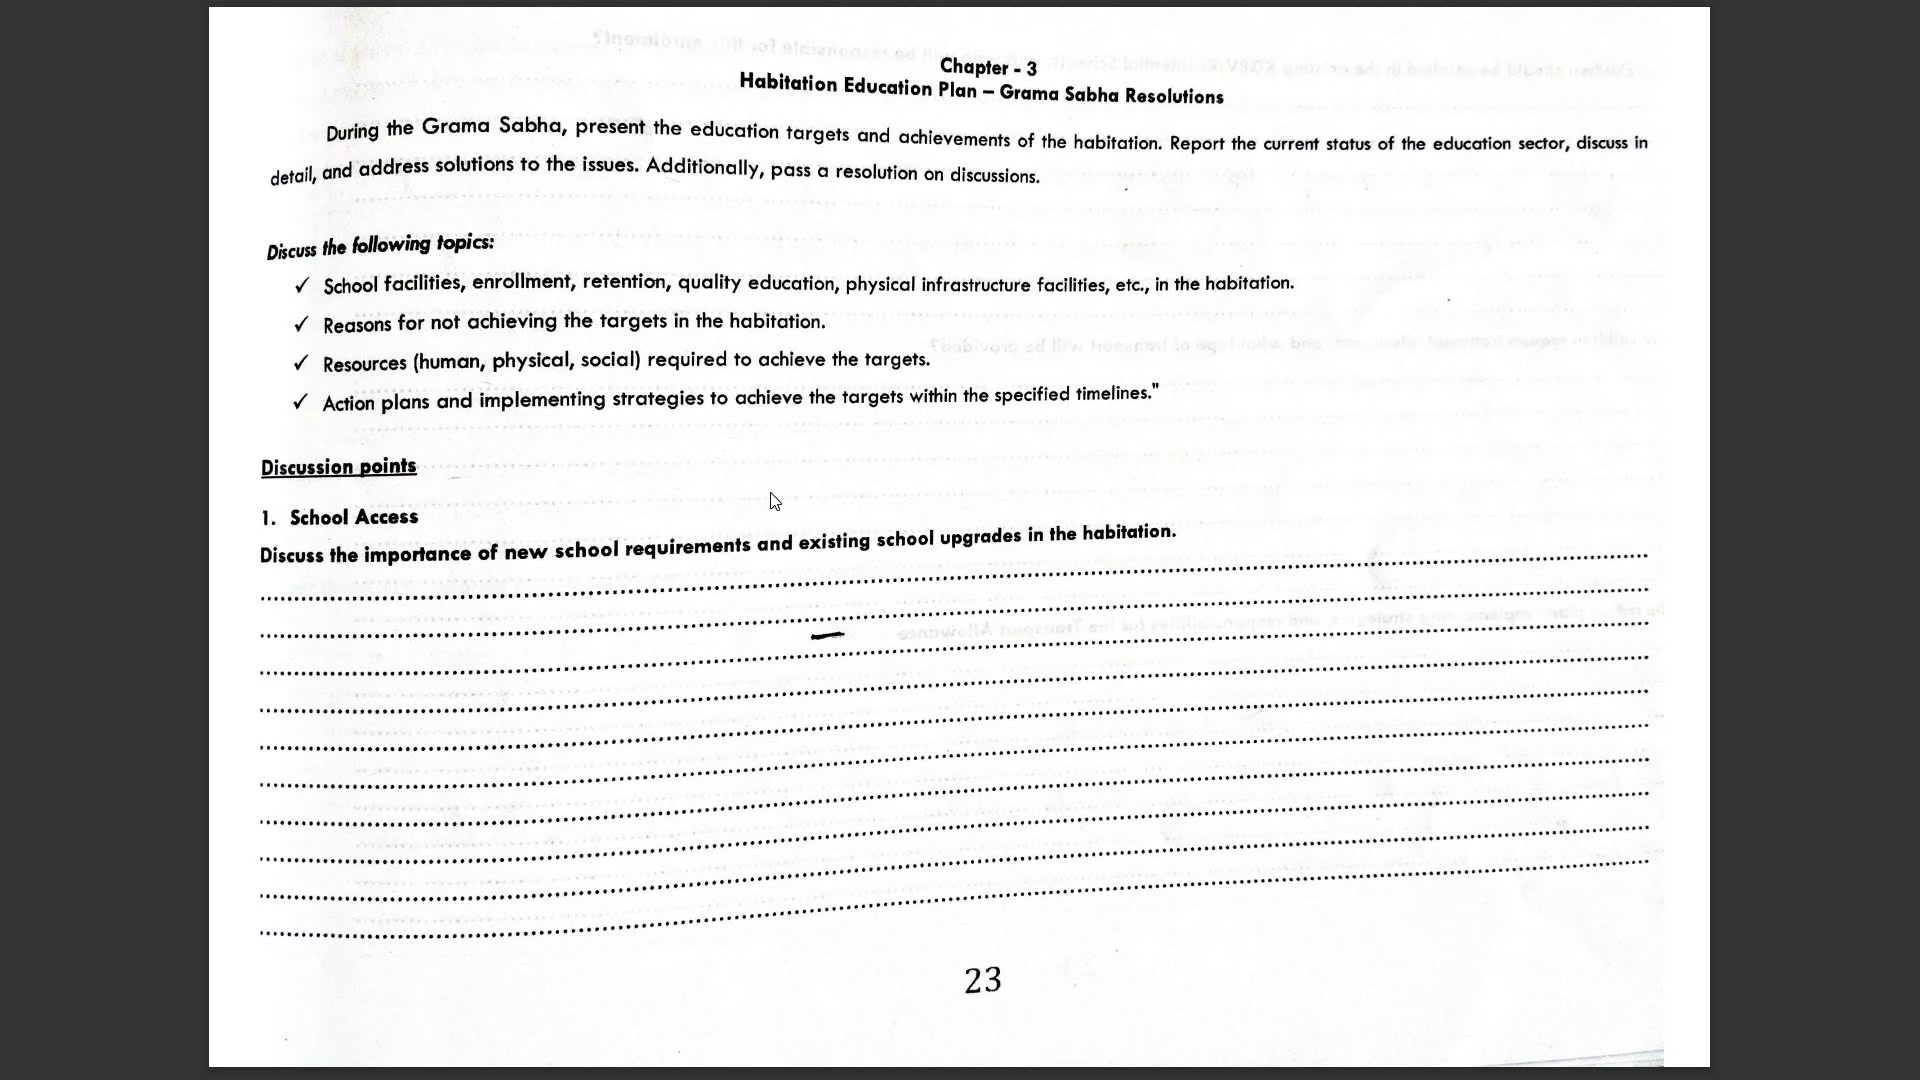 Chapter - 3
Habitation Education Plan – Grama Sabha Resolutions
During the Grama Sabha, present the education targets and achievements of the habitation. Report the current status of the education sector, discuss in
detail, and address solutions to the issues. Additionally, pass a resolution on discussions.
Discuss the following topics:
✓ School facilities, enrollment, retention, quality education, physical infrastructure facilities, etc., in the habitation.
✓ Reasons for not achieving the targets in the habitation.
✓ Resources (human, physical, social) required to achieve the targets.
✓ Action plans and implementing strategies to achieve the targets within the specified timelines."
Discussion points
1. School Access
Discuss the importance of new school requirements and existing school upgrades in the habitation.
23